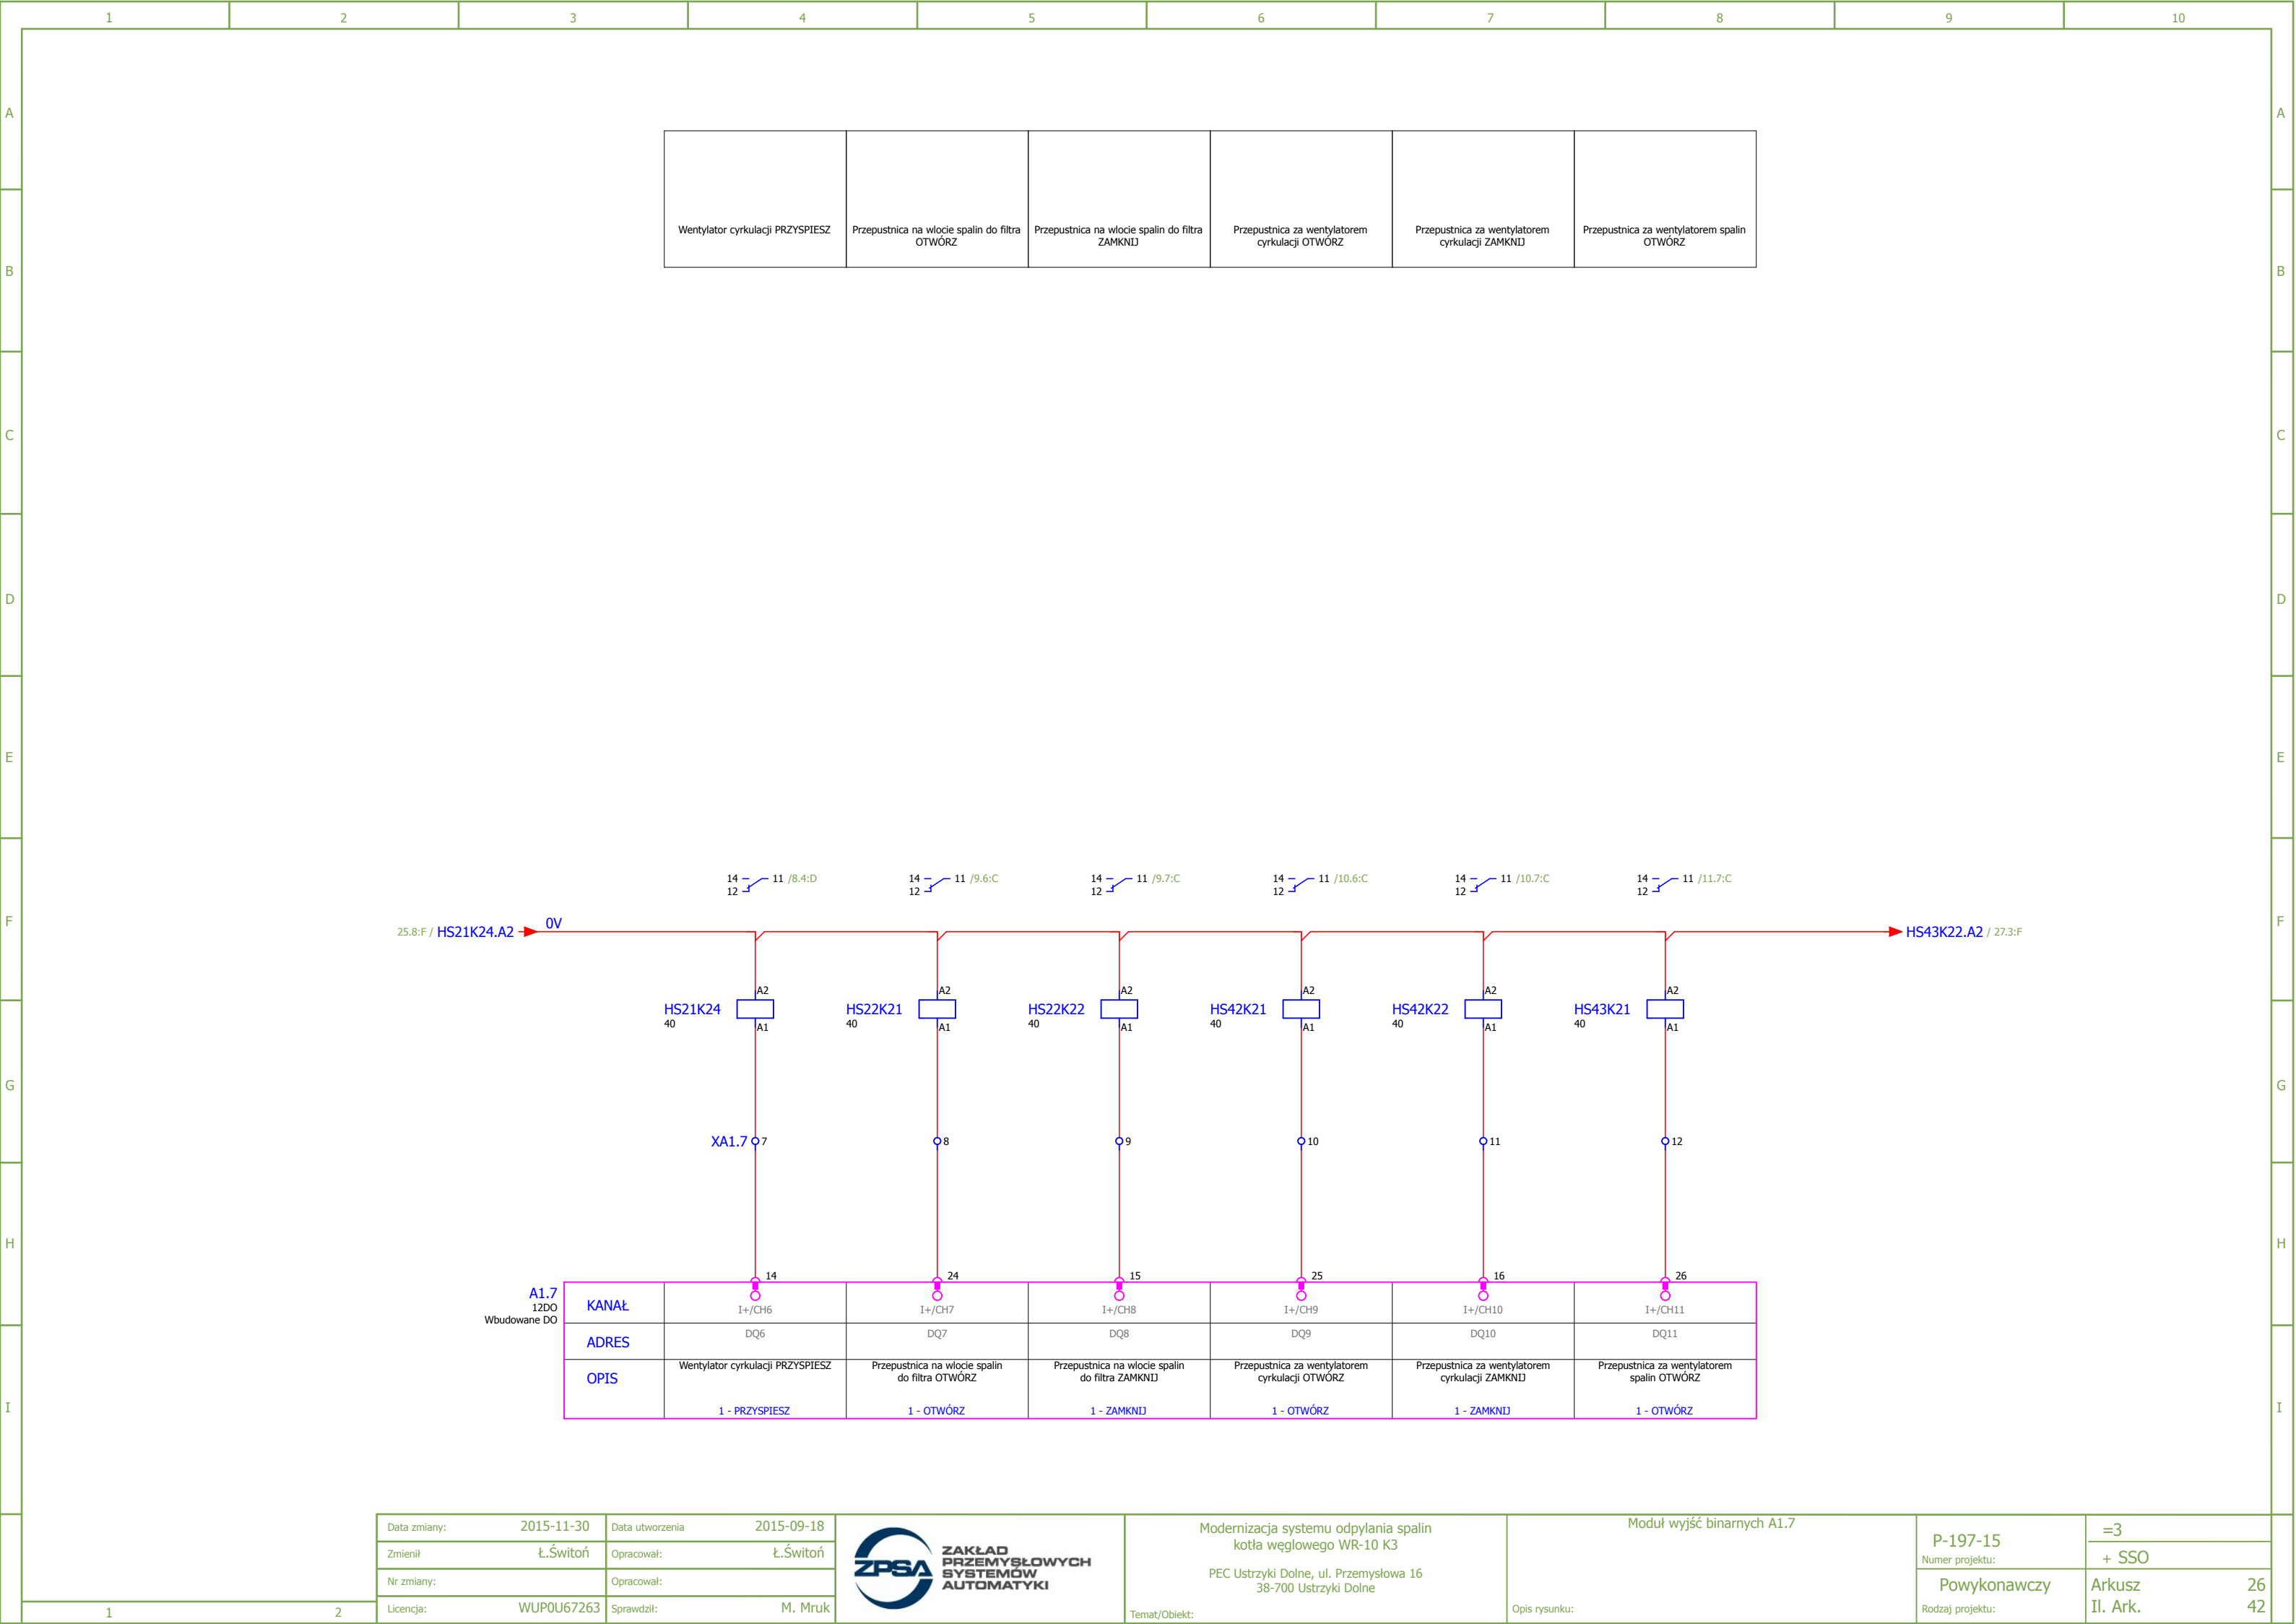 1 2 3 4 5 6 7 8 9 10
A A
B B
C C
D D
E E
F F
G G
H H
I I
Wentylator cyrkulacji PRZYSPIESZ
Przepustnica na wlocie spalin do filtra
OTWÓRZ
Przepustnica na wlocie spalin do filtra
ZAMKNIJ
Przepustnica za wentylatorem
cyrkulacji OTWÓRZ
Przepustnica za wentylatorem
cyrkulacji ZAMKNIJ
Przepustnica za wentylatorem spalin
OTWÓRZ
14 11 /8.4:D
12
14 11 /9.6:C
12
14 11 /9.7:C
12
14 11 /10.6:C
12
14 11 /10.7:C
12
14 11 /11.7:C
12
25.8:F / HS21K24.A2 0V
HS43K22.A2 / 27.3:F
HS21K24 A2
40 A1
HS22K21 A2
40 A1
HS22K22 A2
40 A1
HS42K21 A2
40 A1
HS42K22 A2
40 A1
HS43K21 A2
40 A1
XA1.7 7 8 9 10 11 12
14 24 15 25 16 26
A1.7
12DO
Wbudowane DO
KANAŁ I+/CH6 I+/CH7 I+/CH8 I+/CH9 I+/CH10 I+/CH11
ADRES DQ6 DQ7 DQ8 DQ9 DQ10 DQ11
OPIS
Wentylator cyrkulacji PRZYSPIESZ
1 - PRZYSPIESZ
Przepustnica na wlocie spalin
do filtra OTWÓRZ
1 - OTWÓRZ
Przepustnica na wlocie spalin
do filtra ZAMKNIJ
1 - ZAMKNIJ
Przepustnica za wentylatorem
cyrkulacji OTWÓRZ
1 - OTWÓRZ
Przepustnica za wentylatorem
cyrkulacji ZAMKNIJ
1 - ZAMKNIJ
Przepustnica za wentylatorem
spalin OTWÓRZ
1 - OTWÓRZ
1 2
Data zmiany: 2015-11-30 Data utworzenia 2015-09-18
Zmienił Ł.Świtoń Opracował: Ł.Świtoń
Nr zmiany: Opracował:
Licencja: WUP0U67263 Sprawdził: M. Mruk
ZPSA
ZAKŁAD
PRZEMYSŁOWYCH
SYSTEMÓW
AUTOMATYKI
Modernizacja systemu odpylania spalin
kotła węglowego WR-10 K3
PEC Ustrzyki Dolne, ul. Przemysłowa 16
38-700 Ustrzyki Dolne
Temat/Obiekt:
Moduł wyjść binarnych A1.7
Opis rysunku:
P-197-15
Numer projektu:
Powykonawczy
Rodzaj projektu:
=3
+ SSO
Arkusz 26
Il. Ark. 42